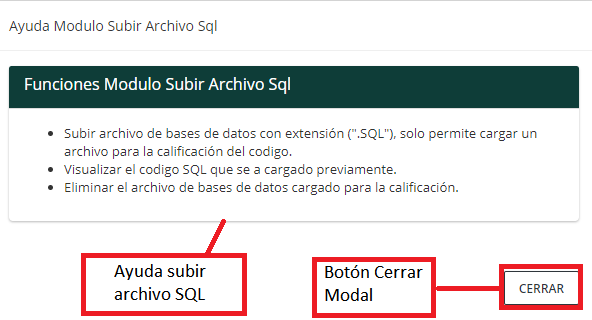 Ayuda Modulo Subir Archivo Sql
Funciones Modulo Subir Archivo Sql
• Subir archivo de bases de datos con extensión (".SQL"), solo permite cargar un
archivo para la calificación del codigo.
• Visualizar el codigo SQL que se a cargado previamente.
• Eliminar el archivo de bases de datos cargado para la calificación.
Ayuda subir
archivo SQL
Botón Cerrar
Modal
CERRAR